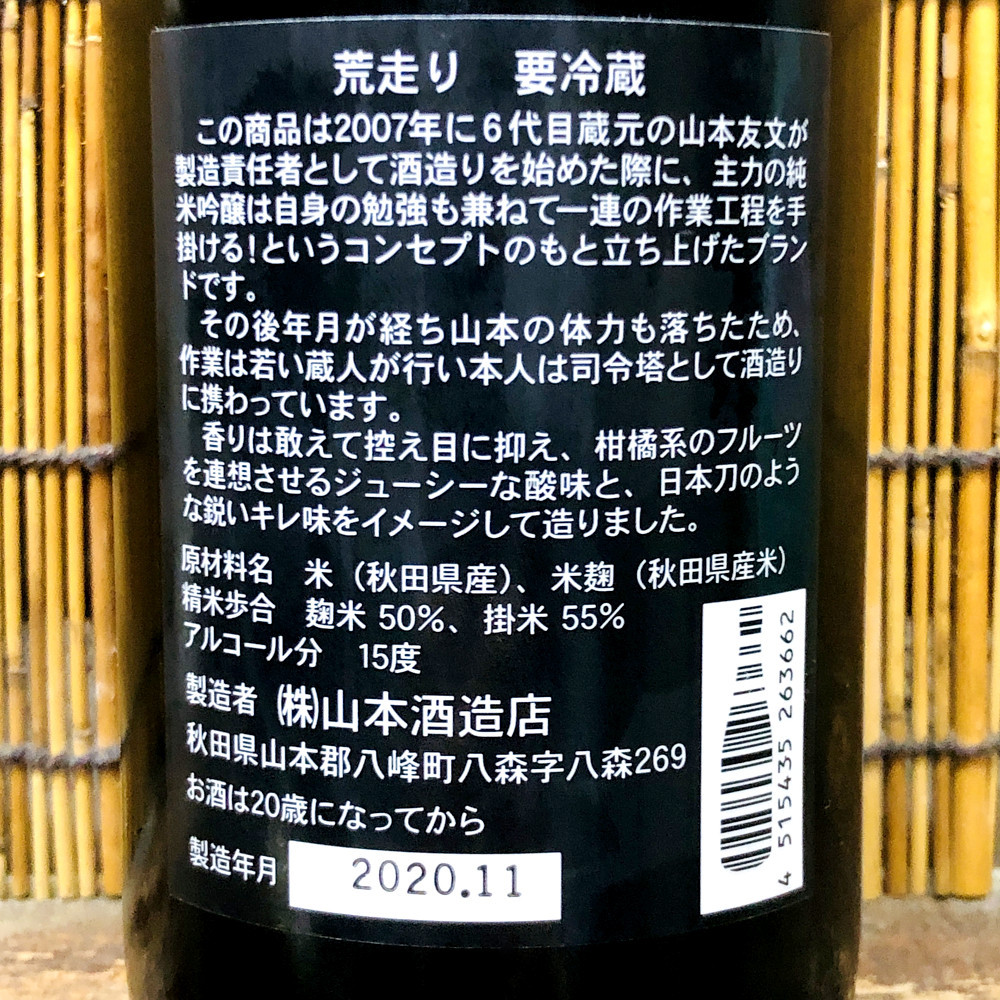 荒走り　要冷蔵
この商品は2007年に6代目蔵元の山本友文が
製造責任者として酒造りを始めた際に、主力の純
米吟醸は自身の勉強も兼ねて一連の作業工程を手
掛ける!というコンセプトのもと立ち上げたブラン
ドです。
その後年月が経ち山本の体力も落ちたため、
作業は若い蔵人が行い本人は司令塔として酒造り
に携わっています。
香りは敢えて控え目に抑え、柑橘系のフルーツ
を連想させるジューシーな酸味と、日本刀のよう
な鋭いキレ味をイメージして造りました。
原材料名　米（秋田県産）、米麹（秋田県産米）
精米歩合　麹米 50%、掛米 55%
アルコール分　15度
製造者　㈱山本酒造店
秋田県山本郡八峰町八森字八森269
お酒は20歳になってから
製造年月　2020.11
4 515435 263662